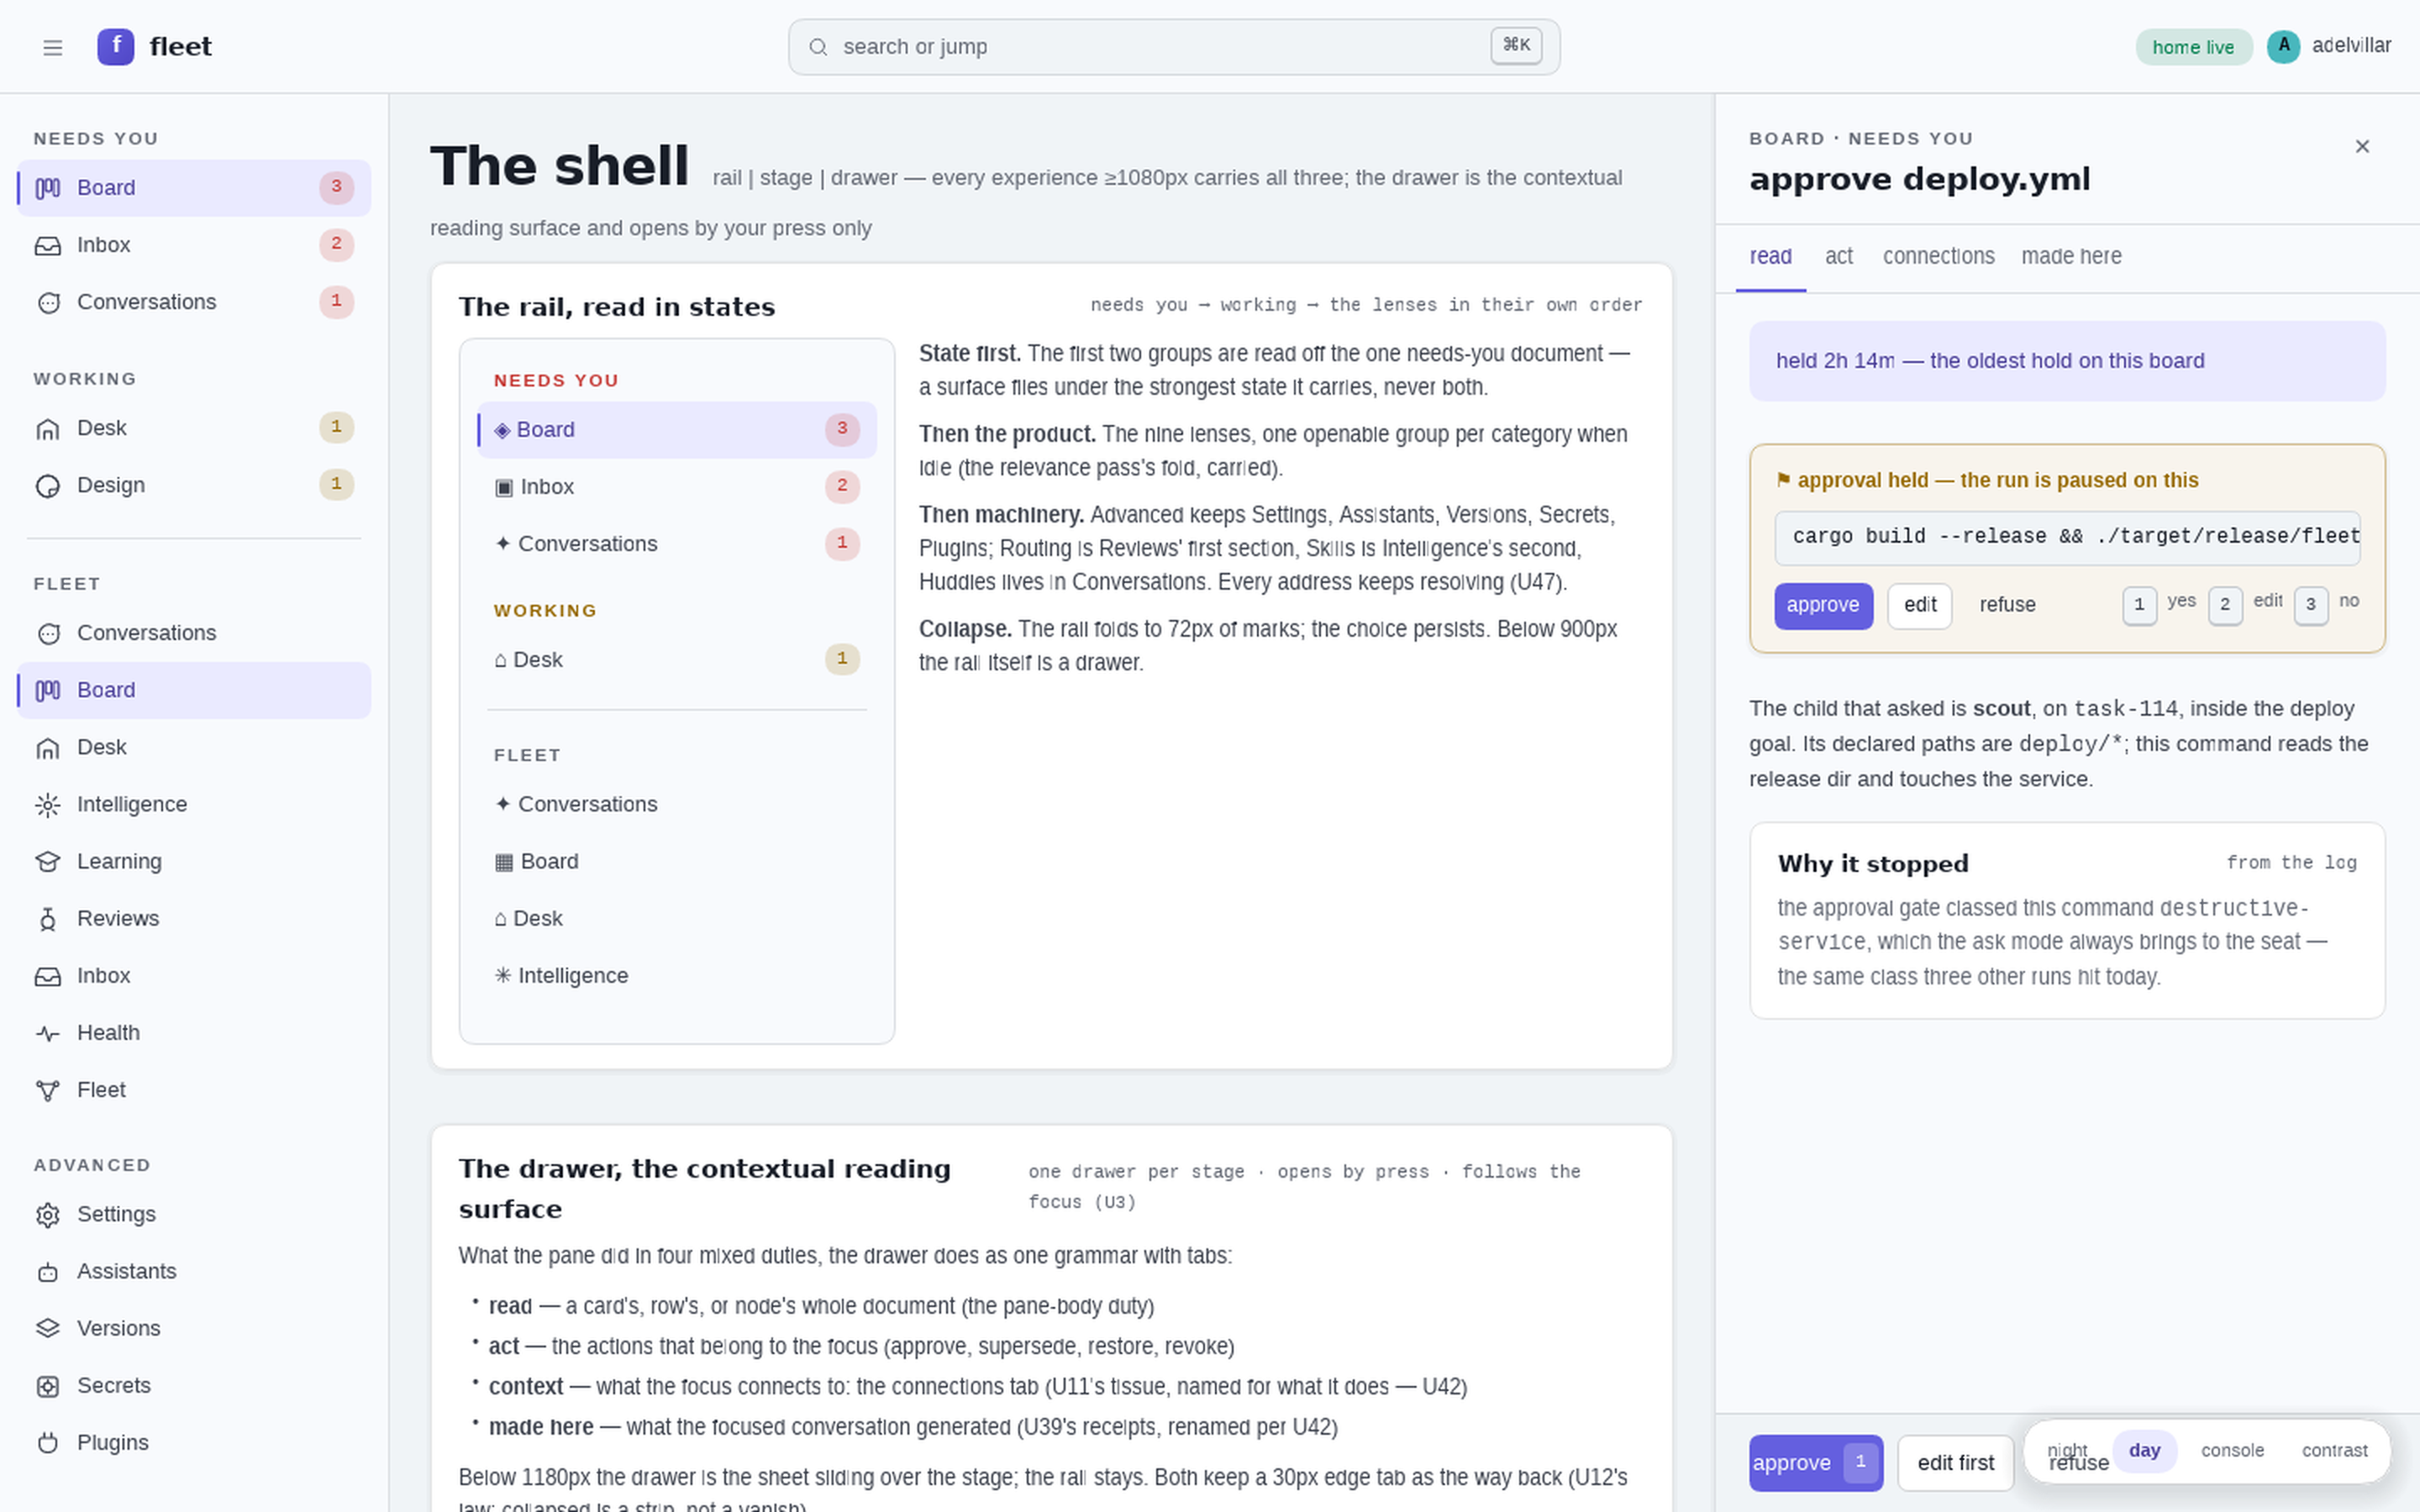 fleet
search or jump
⌘K
home live
A
adelvillar
NEEDS YOU
Board 3
Inbox 2
Conversations 1
WORKING
Desk 1
Design 1
FLEET
Conversations
Board
Desk
Intelligence
Learning
Reviews
Inbox
Health
Fleet
ADVANCED
Settings
Assistants
Versions
Secrets
Plugins
The shell rail | stage | drawer — every experience ≥1080px carries all three; the drawer is the contextual
reading surface and opens by your press only
The rail, read in states
needs you → working → the lenses in their own order
NEEDS YOU
◈ Board 3
▣ Inbox 2
✦ Conversations 1
WORKING
⌂ Desk 1
FLEET
✦ Conversations
▦ Board
⌂ Desk
✳ Intelligence
State first. The first two groups are read off the one needs-you document —
a surface files under the strongest state it carries, never both.
Then the product. The nine lenses, one openable group per category when
idle (the relevance pass's fold, carried).
Then machinery. Advanced keeps Settings, Assistants, Versions, Secrets,
Plugins; Routing is Reviews' first section, Skills is Intelligence's second,
Huddles lives in Conversations. Every address keeps resolving (U47).
Collapse. The rail folds to 72px of marks; the choice persists. Below 900px
the rail itself is a drawer.
The drawer, the contextual reading
surface
one drawer per stage · opens by press · follows the
focus (U3)
What the pane did in four mixed duties, the drawer does as one grammar with tabs:
• read — a card's, row's, or node's whole document (the pane-body duty)
• act — the actions that belong to the focus (approve, supersede, restore, revoke)
• context — what the focus connects to: the connections tab (U11's tissue, named for what it does — U42)
• made here — what the focused conversation generated (U39's receipts, renamed per U42)
Below 1180px the drawer is the sheet sliding over the stage; the rail stays. Both keep a 30px edge tab as the way back (U12's
law: collapsed is a strip, not a vanish).
BOARD · NEEDS YOU
approve deploy.yml
×
read act connections made here
held 2h 14m — the oldest hold on this board
⚑ approval held — the run is paused on this
cargo build --release && ./target/release/fleet
approve edit refuse 1 yes 2 edit 3 no
The child that asked is scout, on task-114, inside the deploy
goal. Its declared paths are deploy/*; this command reads the
release dir and touches the service.
Why it stopped
from the log
the approval gate classed this command destructive-
service, which the ask mode always brings to the seat —
the same class three other runs hit today.
approve 1 edit first refuse
night day console contrast